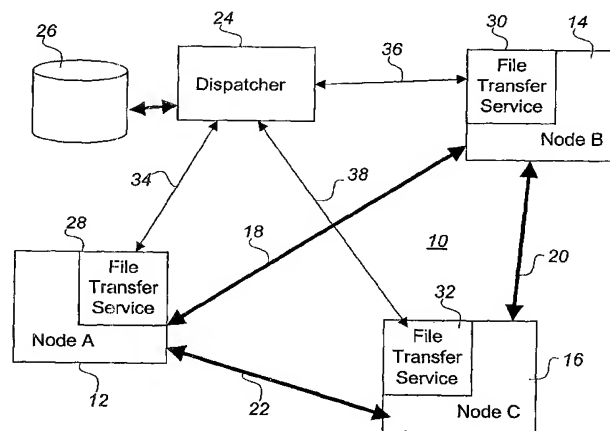 26
24
Dispatcher
36
30
14
File
Transfer
Service
Node B
34
38
28
18
10
20
File
Transfer
Service
Node A
12
22
32
File
Transfer
Service
Node C
16